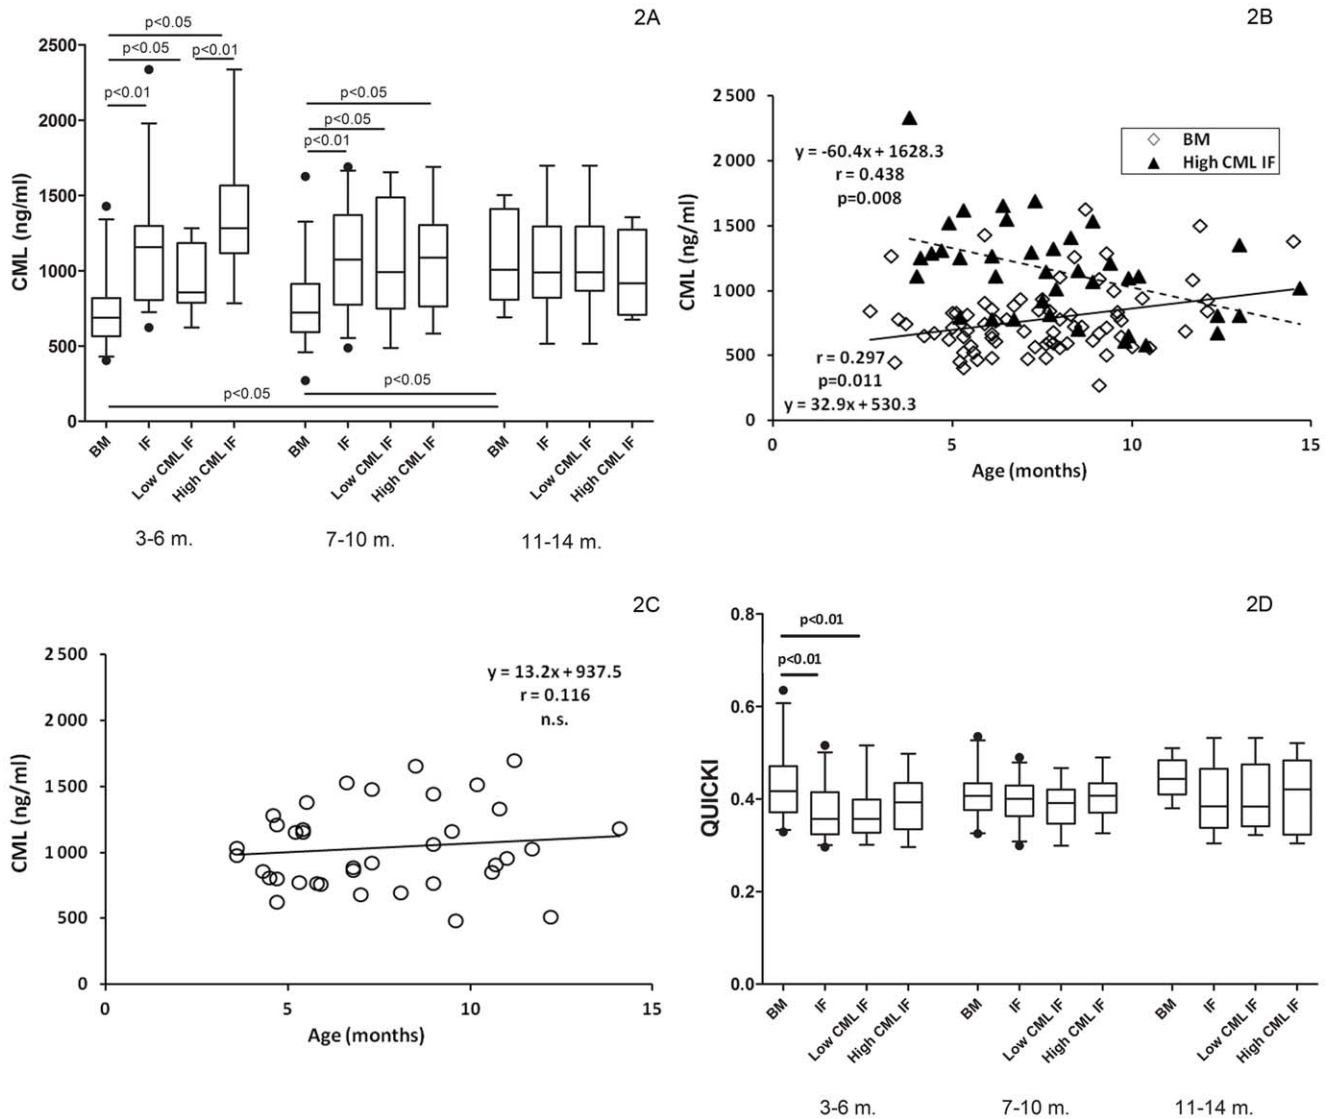 2A
p<0.05
p<0.05
p<0.01
p<0.01
p<0.05
p<0.05
p<0.01
p<0.05
p<0.05
CML (ng/ml)
2500
2000
1500
1000
500
0
BM
IF
Low CML IF
High CML IF
BM
IF
Low CML IF
High CML IF
BM
IF
Low CML IF
High CML IF
3-6 m.
7-10 m.
11-14 m.
2B
BM
High CML IF
y = -60.4x + 1628.3
r = 0.438
p=0.008
r = 0.297
p=0.011
y = 32.9x + 530.3
CML (ng/ml)
2 500
2 000
1 500
1 000
500
0
0
5
10
15
Age (months)
2C
y = 13.2x + 937.5
r = 0.116
n.s.
CML (ng/ml)
2 500
2 000
1 500
1 000
500
0
0
5
10
15
Age (months)
2D
p<0.01
p<0.01
QUICKI
0.8
0.6
0.4
0.2
0.0
BM
IF
Low CML IF
High CML IF
BM
IF
Low CML IF
High CML IF
BM
IF
Low CML IF
High CML IF
3-6 m.
7-10 m.
11-14 m.